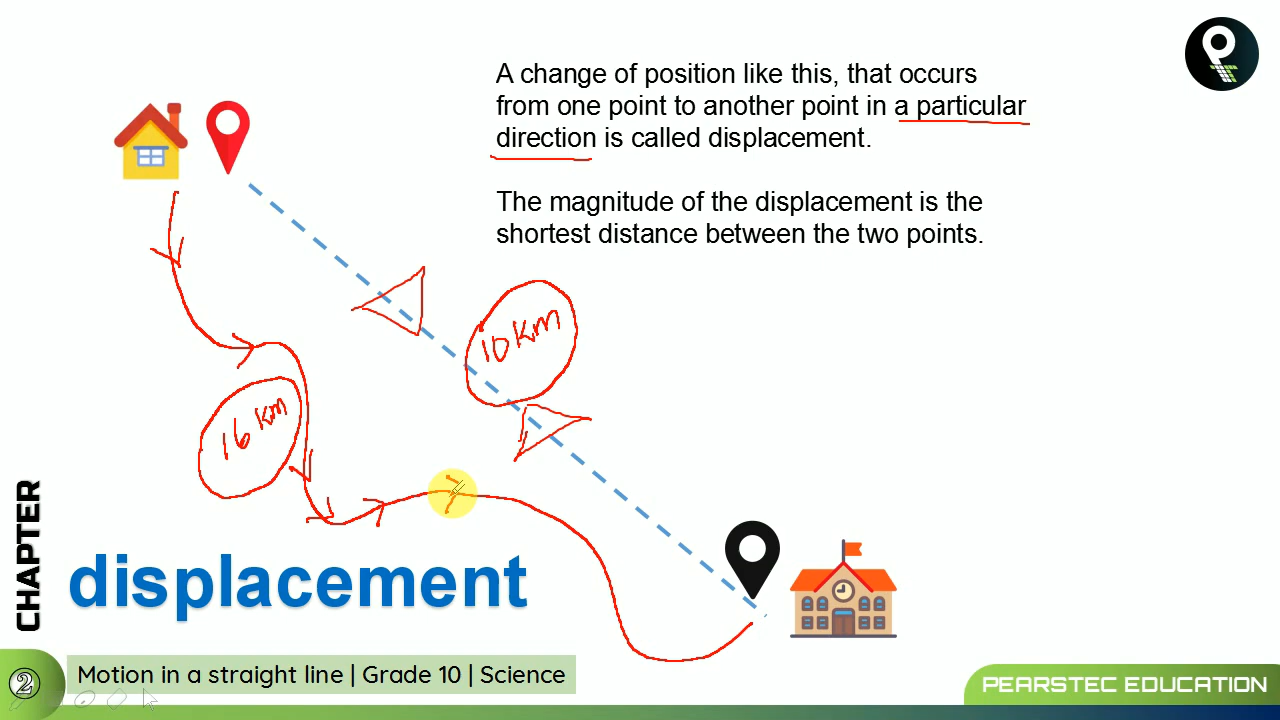 A change of position like this, that occurs
from one point to another point in a particular
direction is called displacement.
The magnitude of the displacement is the
shortest distance between the two points.
10 km
16 km
CHAPTER
displacement
2
Motion in a straight line | Grade 10 | Science
PEARSTEC EDUCATION